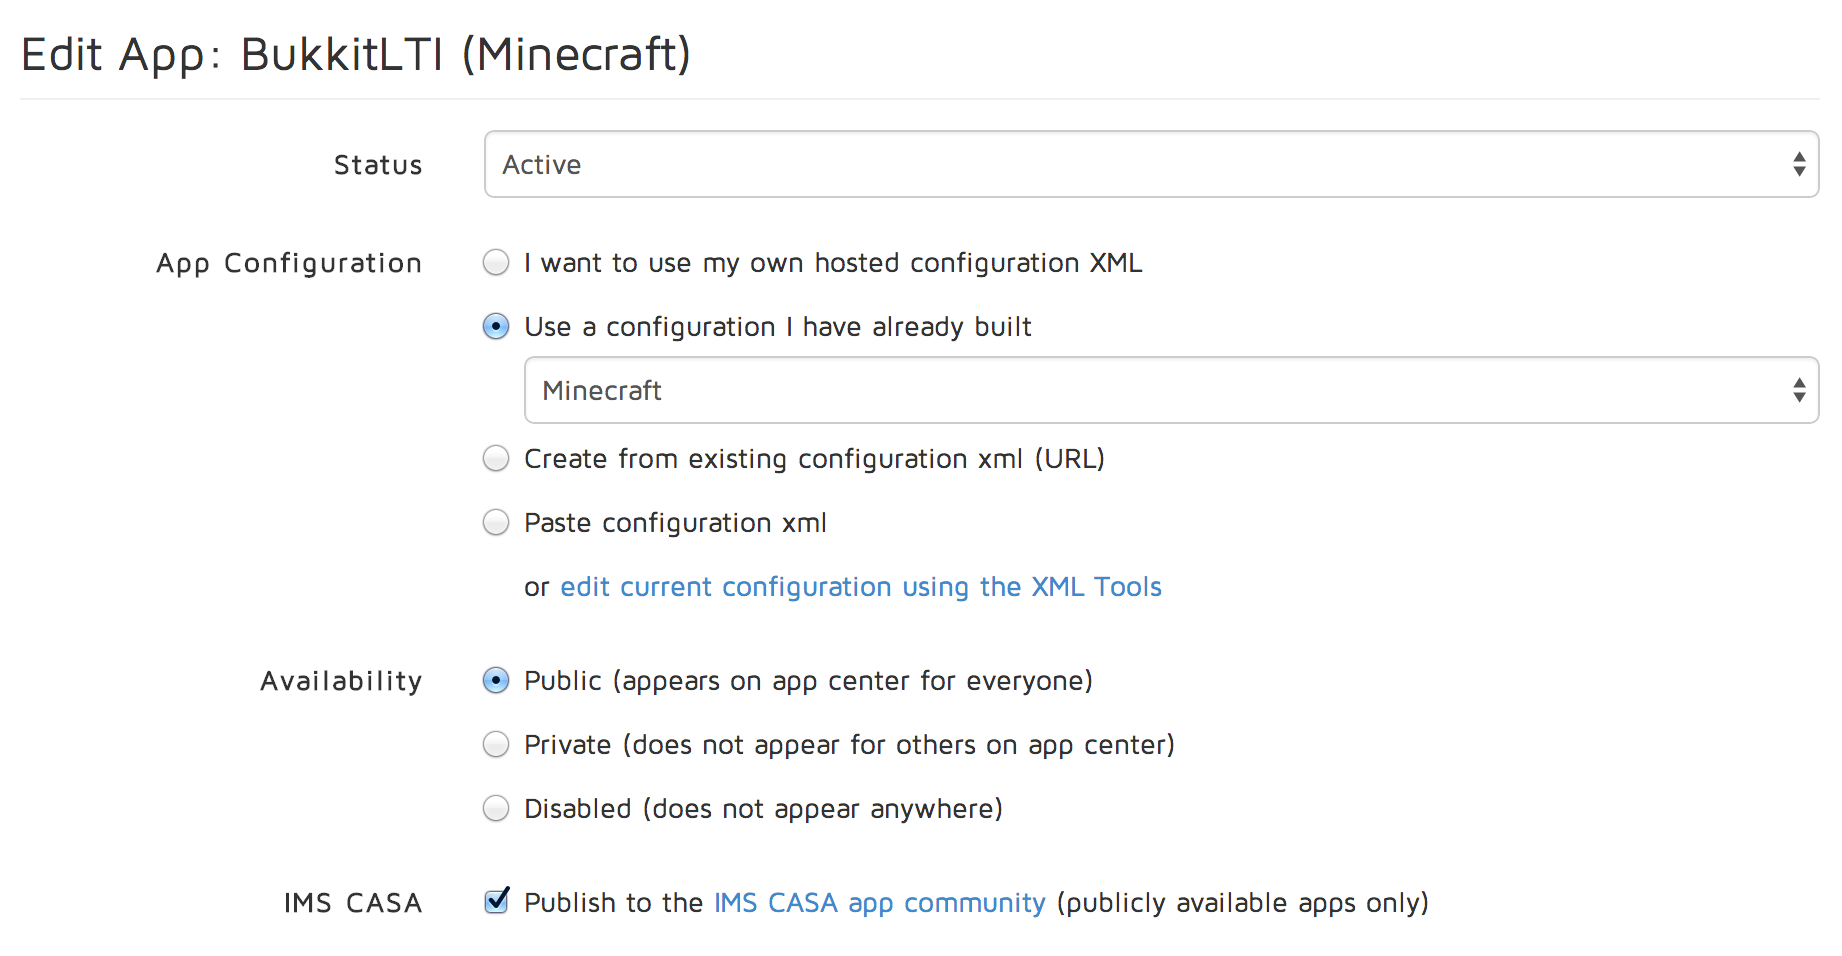 Edit App: BukkitLTI (Minecraft)
Status
Active
App Configuration
I want to use my own hosted configuration XML
Use a configuration I have already built
Minecraft
Create from existing configuration xml (URL)
Paste configuration xml
or edit current configuration using the XML Tools
Availability
Public (appears on app center for everyone)
Private (does not appear for others on app center)
Disabled (does not appear anywhere)
IMS CASA
Publish to the IMS CASA app community (publicly available apps only)